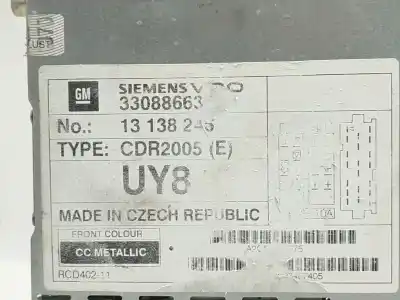 GM SIEMENS VDO
33088663
No.: 13 138 245
TYPE: CDR2005 (E)
UY8
MADE IN CZECH REPUBLIC
FRONT COLOUR
CC METALLIC
10A